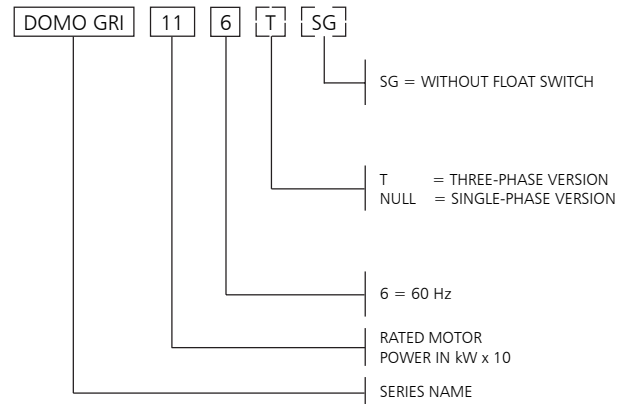 DOMO GRI 11 6 T SG
SG = WITHOUT FLOAT SWITCH
T = THREE-PHASE VERSION
NULL = SINGLE-PHASE VERSION
6 = 60 Hz
RATED MOTOR
POWER IN kW x 10
SERIES NAME